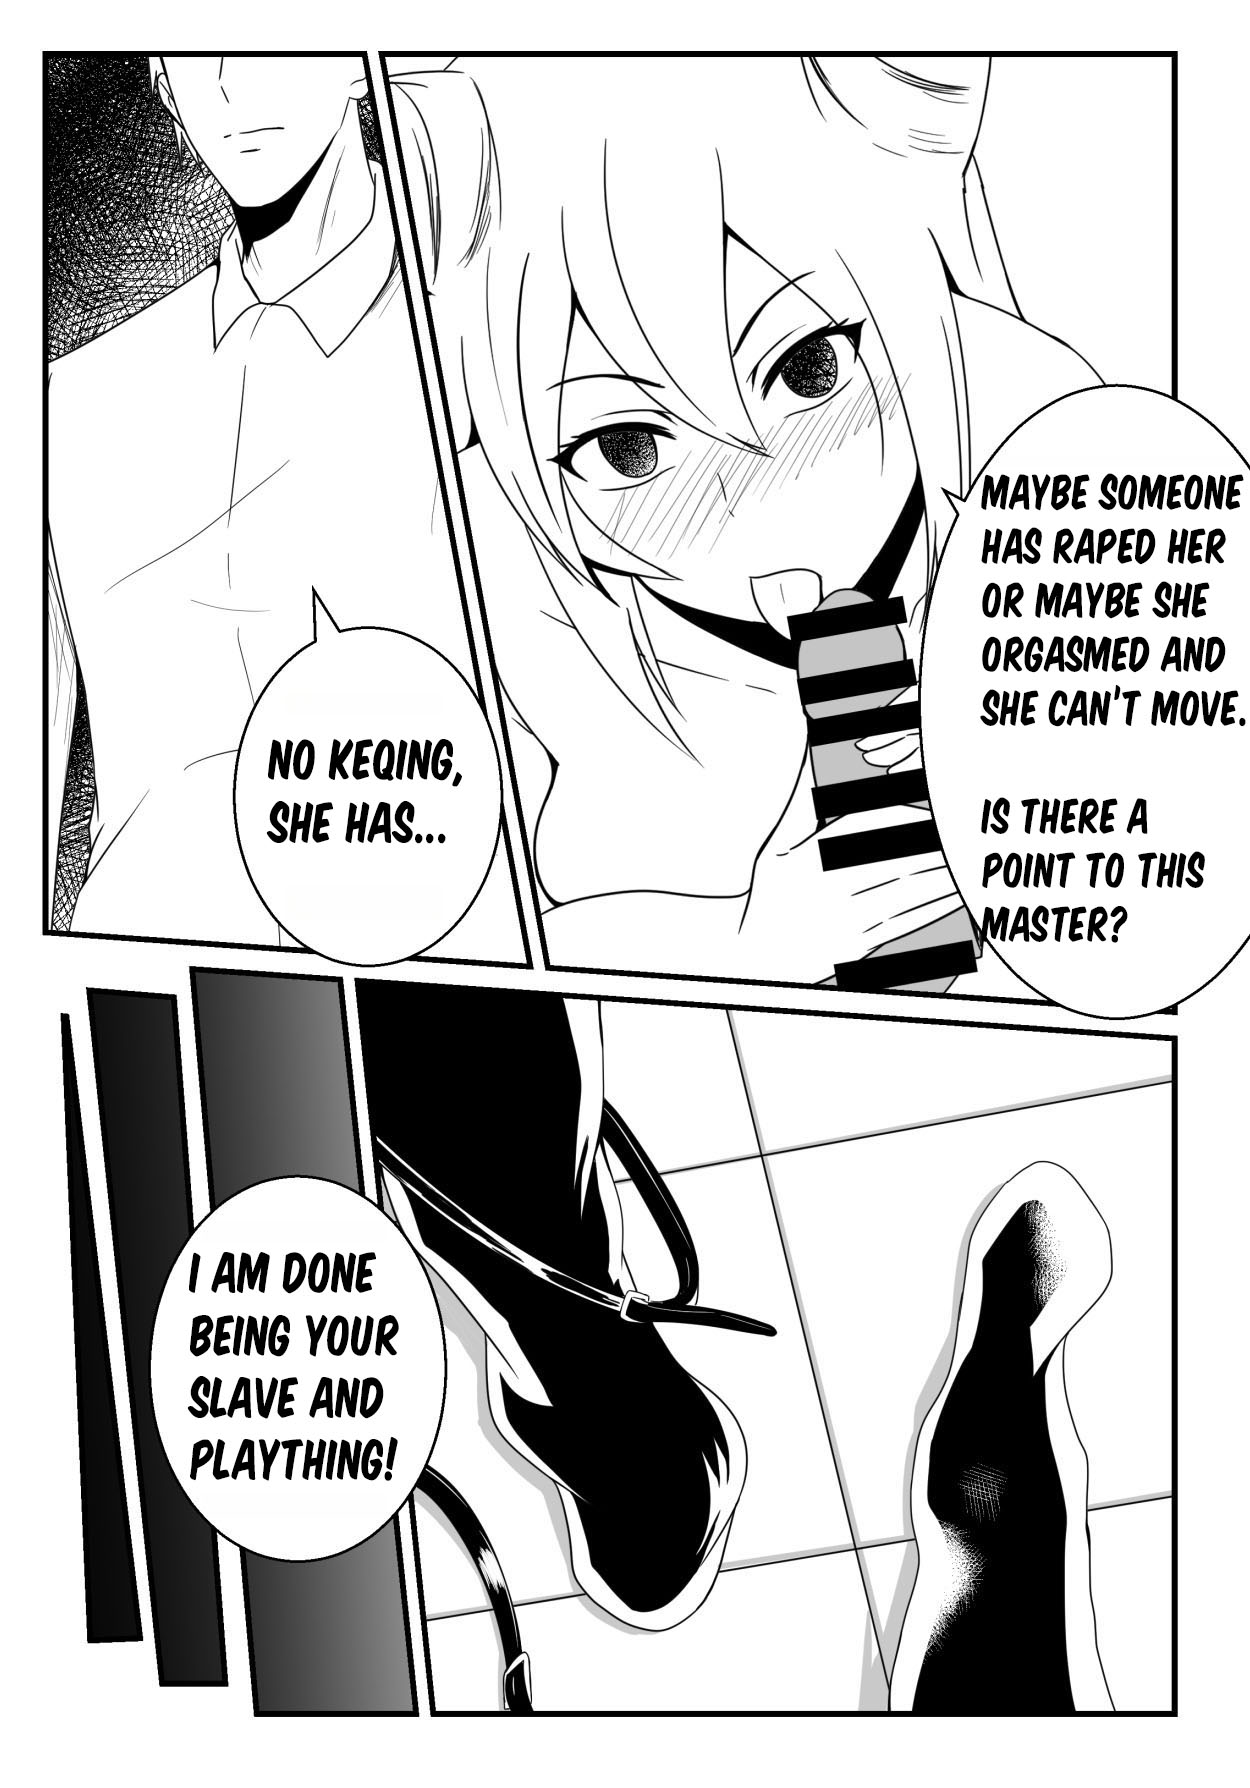 MAYBE SOMEONE
HAS RAPED HER
OR MAYBE SHE
ORGASMED AND
SHE CAN'T MOVE.
IS THERE A
POINT TO THIS
MASTER?
NO KEQING,
SHE HAS...
I AM DONE
BEING YOUR
SLAVE AND
PLAYTHING!